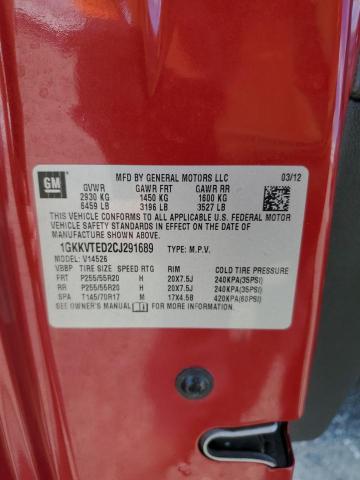 GM
MFD BY GENERAL MOTORS LLC 03/12
GVWR GAWR FRT GAWR RR
2930 KG 1450 KG 1600 KG
6459 LB 3196 LB 3527 LB
THIS VEHICLE CONFORMS TO ALL APPLICABLE U.S. FEDERAL MOTOR
VEHICLE SAFETY, BUMPER, AND THEFT PREVENTION
STANDARDS IN EFFECT ON THE DATE OF
MANUFACTURE SHOWN ABOVE.
1GKKVTED2CJ291689 TYPE: M.P.V.
MODEL: V14526
VBBP TIRE SIZE SPEED RTG RIM COLD TIRE PRESSURE
FRT P255/55R20 H 20X7.5J 240KPA(35PSI)
RR P255/55R20 H 20X7.5J 240KPA(35PSI)
SPA T145/70R17 M 17X4.5B 420KPA(60PSI)
SEE OWNER'S MANUAL FOR MORE INFORMATION.